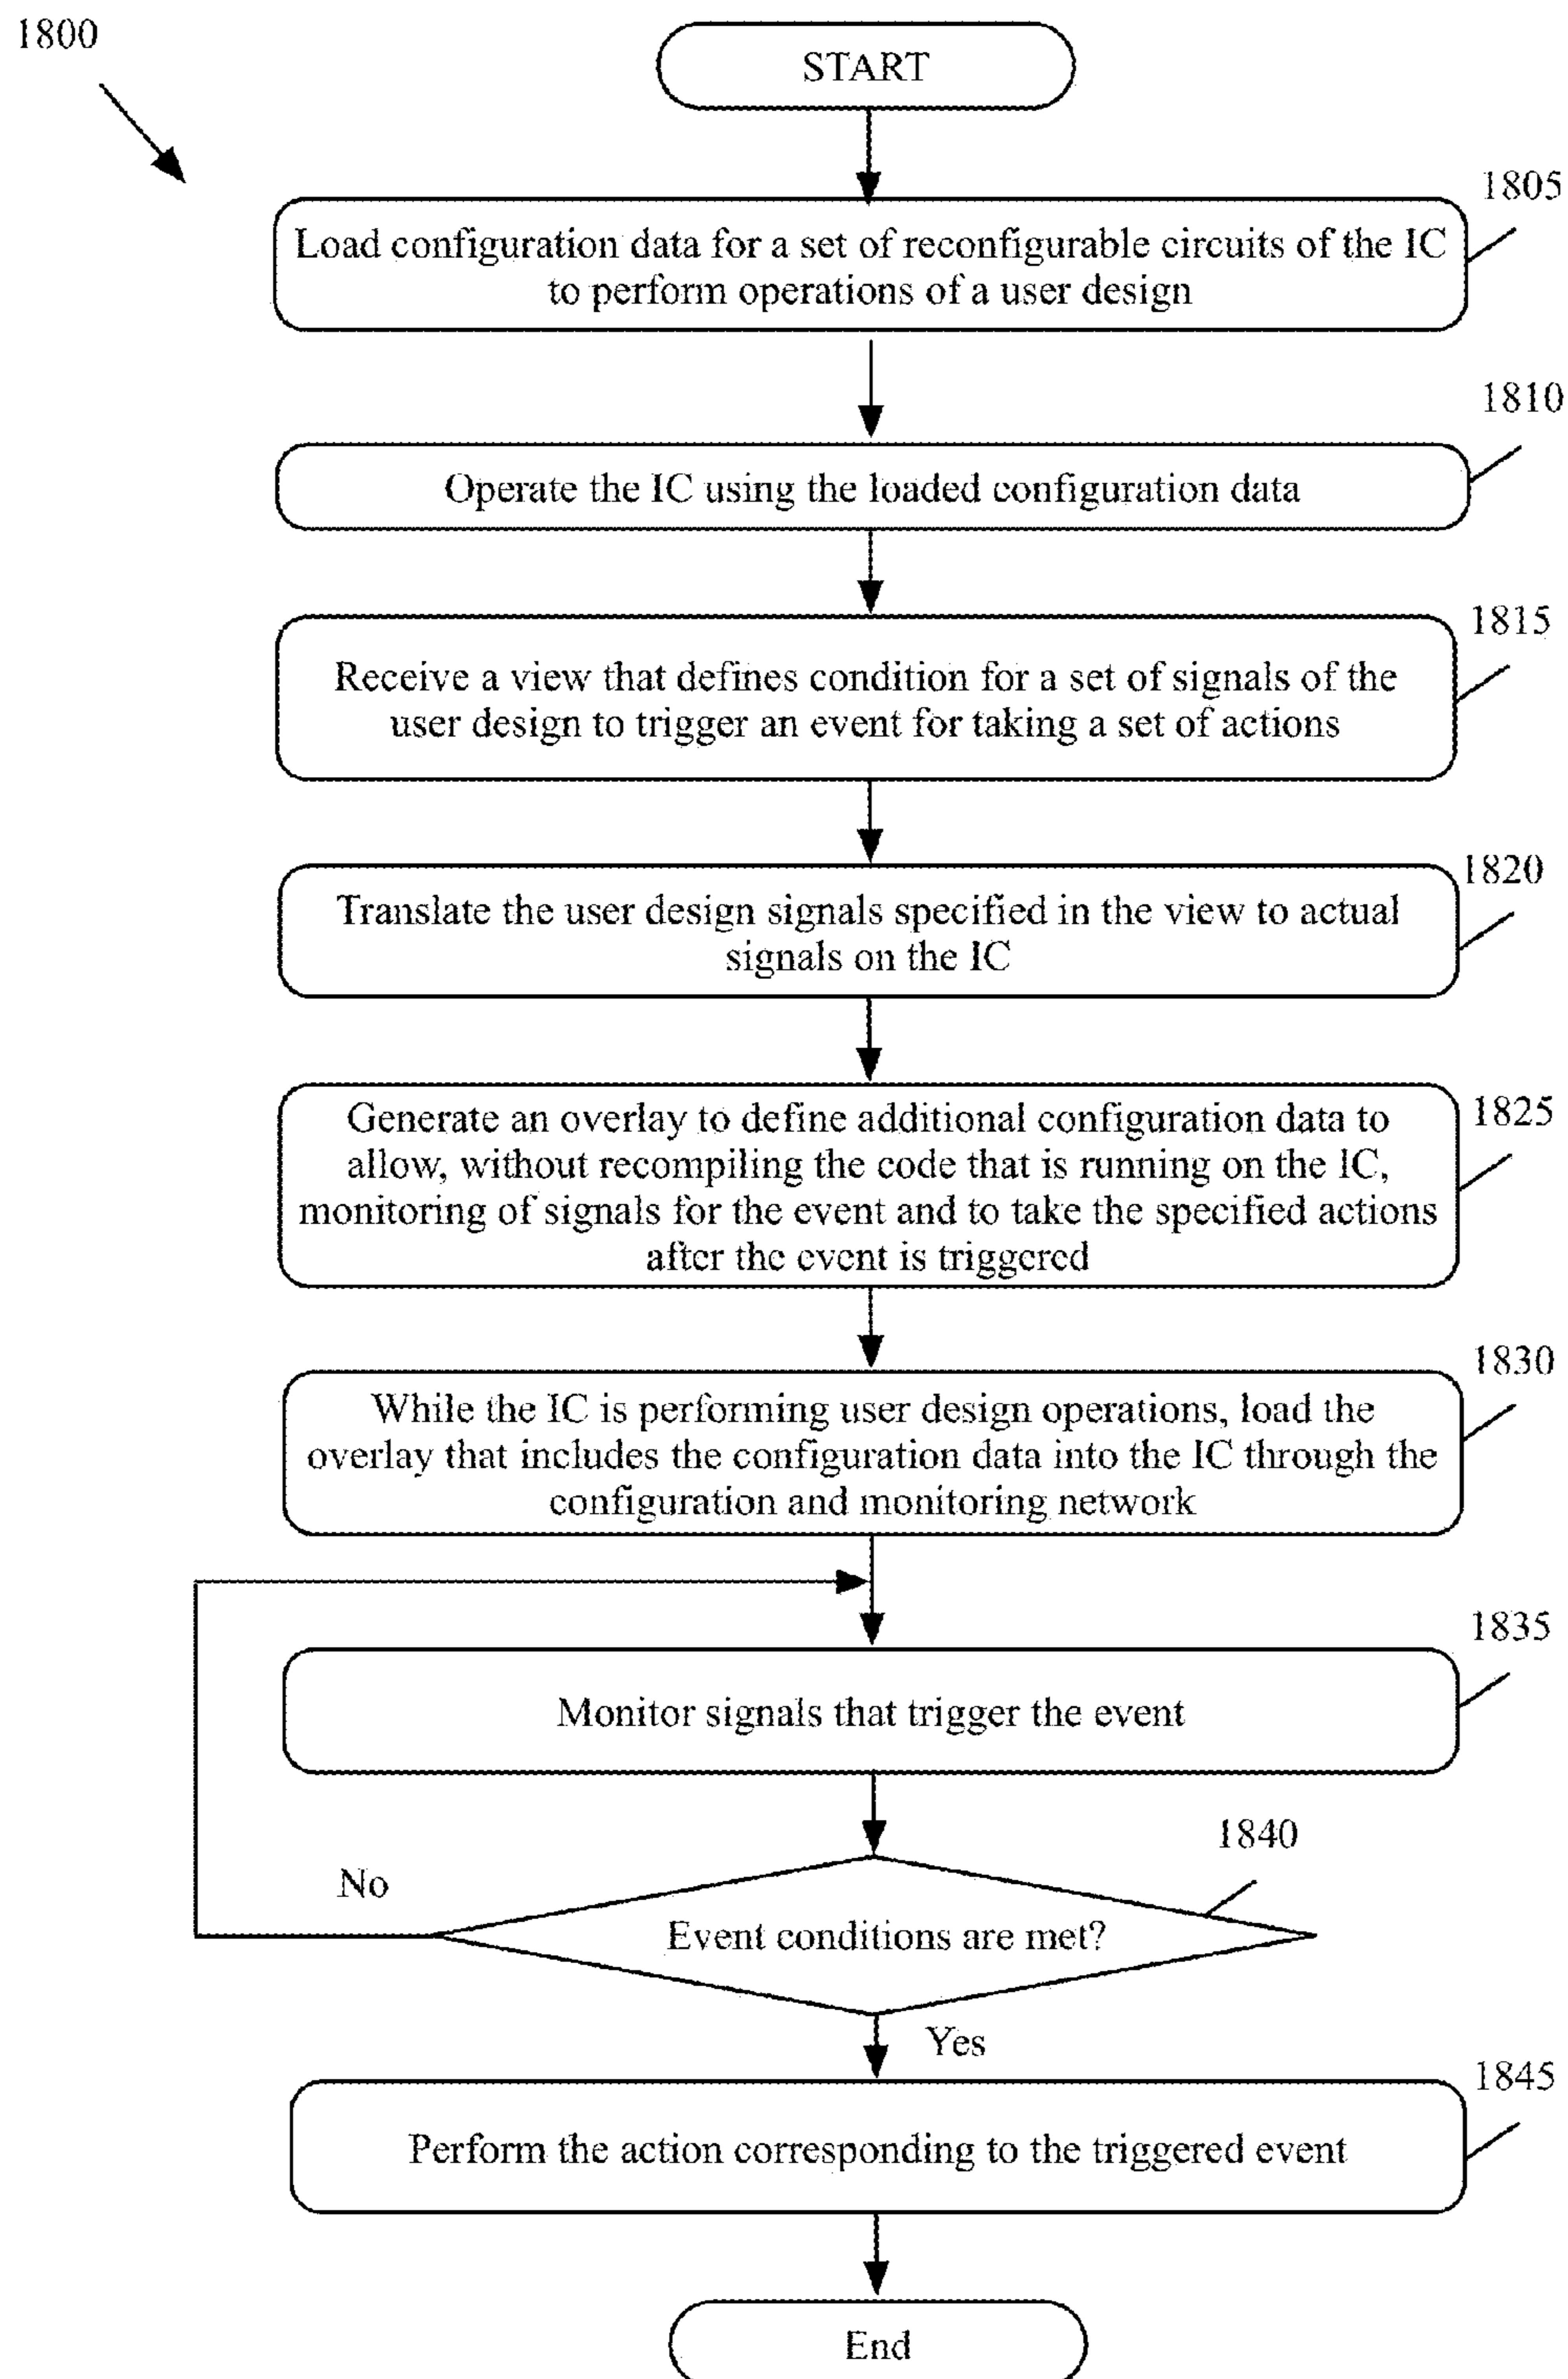 1800
START
1805
Load configuration data for a set of reconfigurable circuits of the IC
to perform operations of a user design
1810
Operate the IC using the loaded configuration data
1815
Receive a view that defines condition for a set of signals of the
user design to trigger an event for taking a set of actions
1820
Translate the user design signals specified in the view to actual
signals on the IC
1825
Generate an overlay to define additional configuration data to
allow, without recompiling the code that is running on the IC,
monitoring of signals for the event and to take the specified actions
after the event is triggered
1830
While the IC is performing user design operations, load the
overlay that includes the configuration data into the IC through the
configuration and monitoring network
1835
Monitor signals that trigger the event
1840
No
Event conditions are met?
Yes
1845
Perform the action corresponding to the triggered event
End